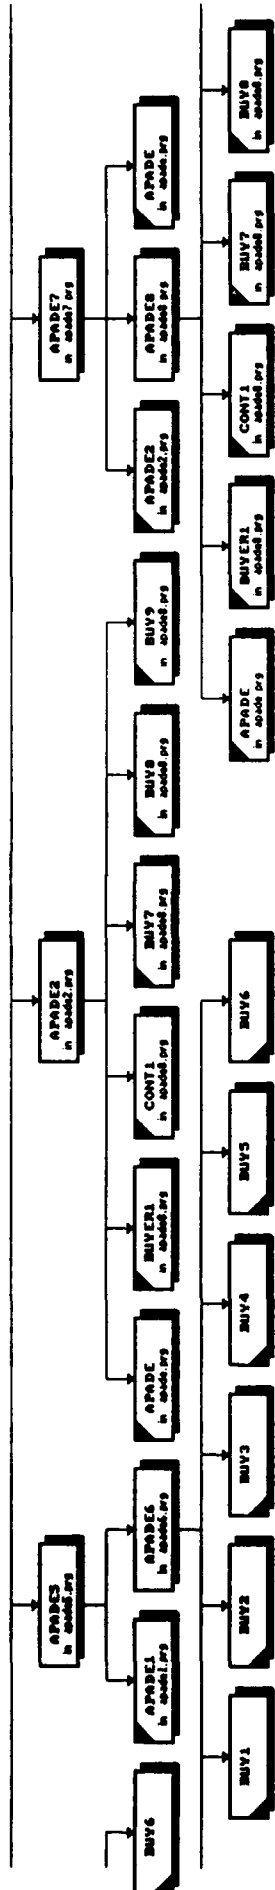 APADE5
in apade6.prg
APADE2
in apade2.prg
APADE7
in apade7.prg
BUY6
APADE1
in apade1.prg
APADE6
in apade6.prg
APADE
in apade.prg
BUYER1
in apade8.prg
CONT1
in apade8.prg
BUY7
in apade8.prg
BUY8
in apade8.prg
BUY9
in apade8.prg
APADE2
in apade2.prg
APADE8
in apade8.prg
APADE
in apade.prg
BUY1
BUY2
BUY3
BUY4
BUY5
BUY6
APADE
in apade.prg
BUYER1
in apade8.prg
CONT1
in apade8.prg
BUY7
in apade8.prg
BUY8
in apade8.prg